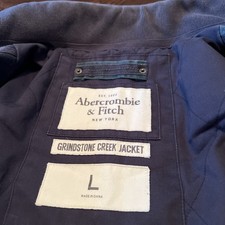 EST. 1892
Abercrombie
& Fitch
NEW YORK
GRINDSTONE CREEK JACKET
L